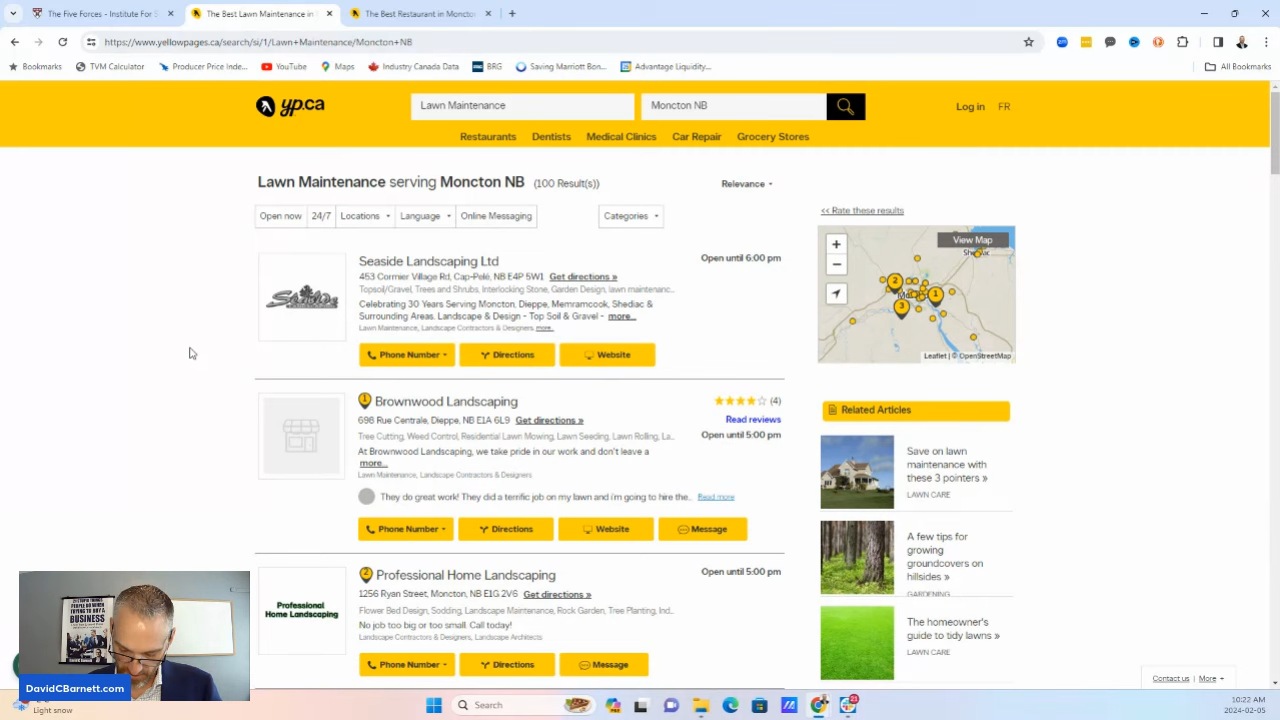 The Five Forces - Institute For S
The Best Lawn Maintenance in
The Best Restaurant in Moncton
https://www.yellowpages.ca/search/si/1/Lawn+Maintenance/Moncton+NB
Bookmarks
TVM Calculator
Producer Price Inde...
YouTube
Maps
Industry Canada Data
BRG
Saving Marriott Bon...
Advantage Liquidity...
All Bookmarks
yp.ca
Lawn Maintenance
Moncton NB
Log in
FR
Restaurants
Dentists
Medical Clinics
Car Repair
Grocery Stores
Lawn Maintenance serving Moncton NB (100 Result(s))
Relevance
Open now
24/7
Locations
Language
Online Messaging
Categories
<< Rate these results
View Map
+
−
2
1
3
Leaflet | © OpenStreetMap
Seaside
Seaside Landscaping Ltd
Open until 6:00 pm
453 Cormier Village Rd, Cap-Pelé, NB E4P 5W1 Get directions »
Topsoil/Gravel, Trees and Shrubs, Interlocking Stone, Garden Design, lawn maintenanc...
Celebrating 30 Years Serving Moncton, Dieppe, Memramcook, Shediac &
Surrounding Areas. Landscape & Design - Top Soil & Gravel - more...
Lawn Maintenance, Landscape Contractors & Designers, more...
Phone Number
Directions
Website
1 Brownwood Landscaping
(4)
698 Rue Centrale, Dieppe, NB E1A 6L9 Get directions »
Read reviews
Open until 5:00 pm
Tree Cutting, Weed Control, Residential Lawn Mowing, Lawn Seeding, Lawn Rolling, La...
At Brownwood Landscaping, we take pride in our work and don't leave a
more...
Lawn Maintenance, Landscape Contractors & Designers
They do great work! They did a terrific job on my lawn and i'm going to hire the.. Read more
Phone Number
Directions
Website
Message
Professional
Home Landscaping
2 Professional Home Landscaping
Open until 5:00 pm
1256 Ryan Street, Moncton, NB E1G 2V6 Get directions »
Flower Bed Design, Sodding, Landscape Maintenance, Rock Garden, Tree Planting, Ind...
No job too big or too small. Call today!
Landscape Contractors & Designers, Landscape Architects
Phone Number
Directions
Message
Related Articles
Save on lawn
maintenance with
these 3 pointers »
LAWN CARE
A few tips for
growing
groundcovers on
hillsides »
GARDENING
The homeowner's
guide to tidy lawns »
LAWN CARE
Contact us
More
BUSINESS
DavidCBarnett.com
Light snow
Search
21
10:22 AM
2024-02-05